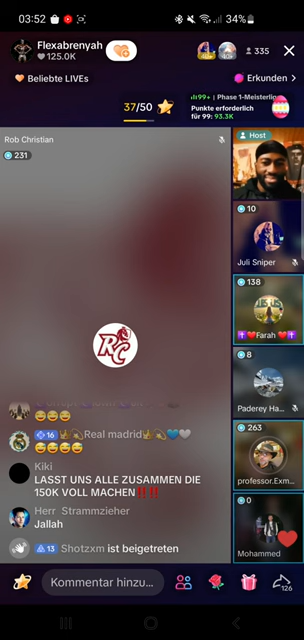 03:52
34%
Flexabrenyah
125.0K
335
Beliebte LIVEs
Erkunden >
37/50
99+ | Phase 1-Meisterlin
Punkte erforderlich
für 99: 93.3K
Rob Christian
231
Host
10
Juli Sniper
138
Farah
8
Paderey Ha...
263
professor.Exm...
0
Mohammed
RC
16 Real madrid
Kiki
LASST UNS ALLE ZUSAMMEN DIE
150K VOLL MACHEN‼️‼️
Herr Strammzieher
Jallah
13 Shotzxm ist beigetreten
Kommentar hinzu...
126